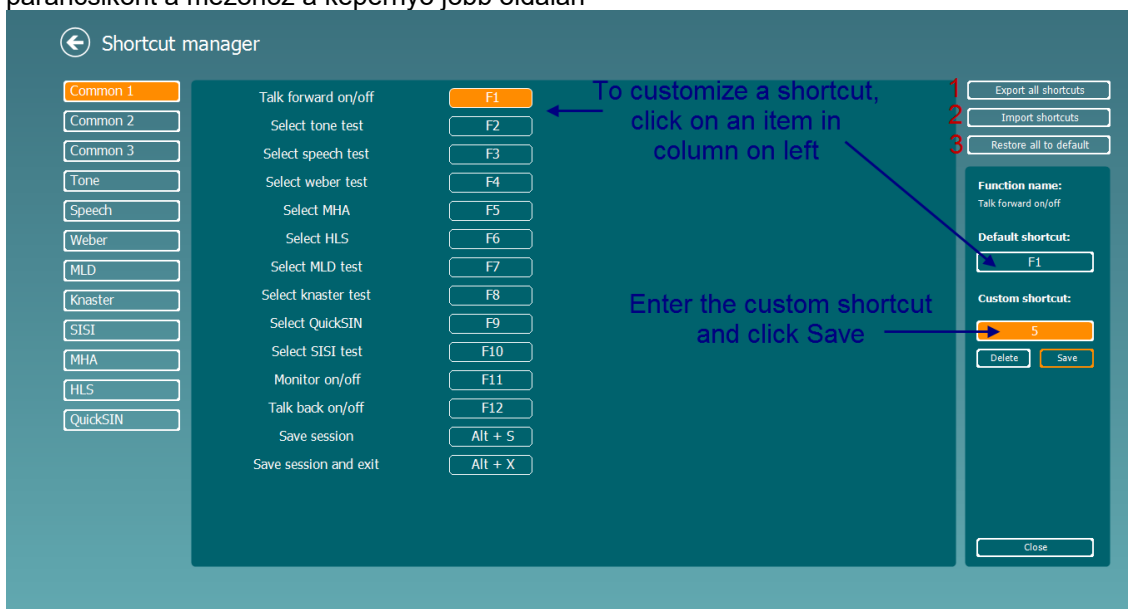 parancsikont a mezőhöz a képernyő jobb oldalán
Shortcut manager
Common 1
Common 2
Common 3
Tone
Speech
Weber
MLD
Knaster
SISI
MHA
HLS
QuickSIN
Talk forward on/off F1
Select tone test F2
Select speech test F3
Select weber test F4
Select MHA F5
Select HLS F6
Select MLD test F7
Select knaster test F8
Select QuickSIN F9
Select SISI test F10
Monitor on/off F11
Talk back on/off F12
Save session Alt + S
Save session and exit Alt + X
To customize a shortcut,
click on an item in
column on left
Enter the custom shortcut
and click Save
1 Export all shortcuts
2 Import shortcuts
3 Restore all to default
Function name:
Talk forward on/off
Default shortcut:
F1
Custom shortcut:
5
Delete Save
Close